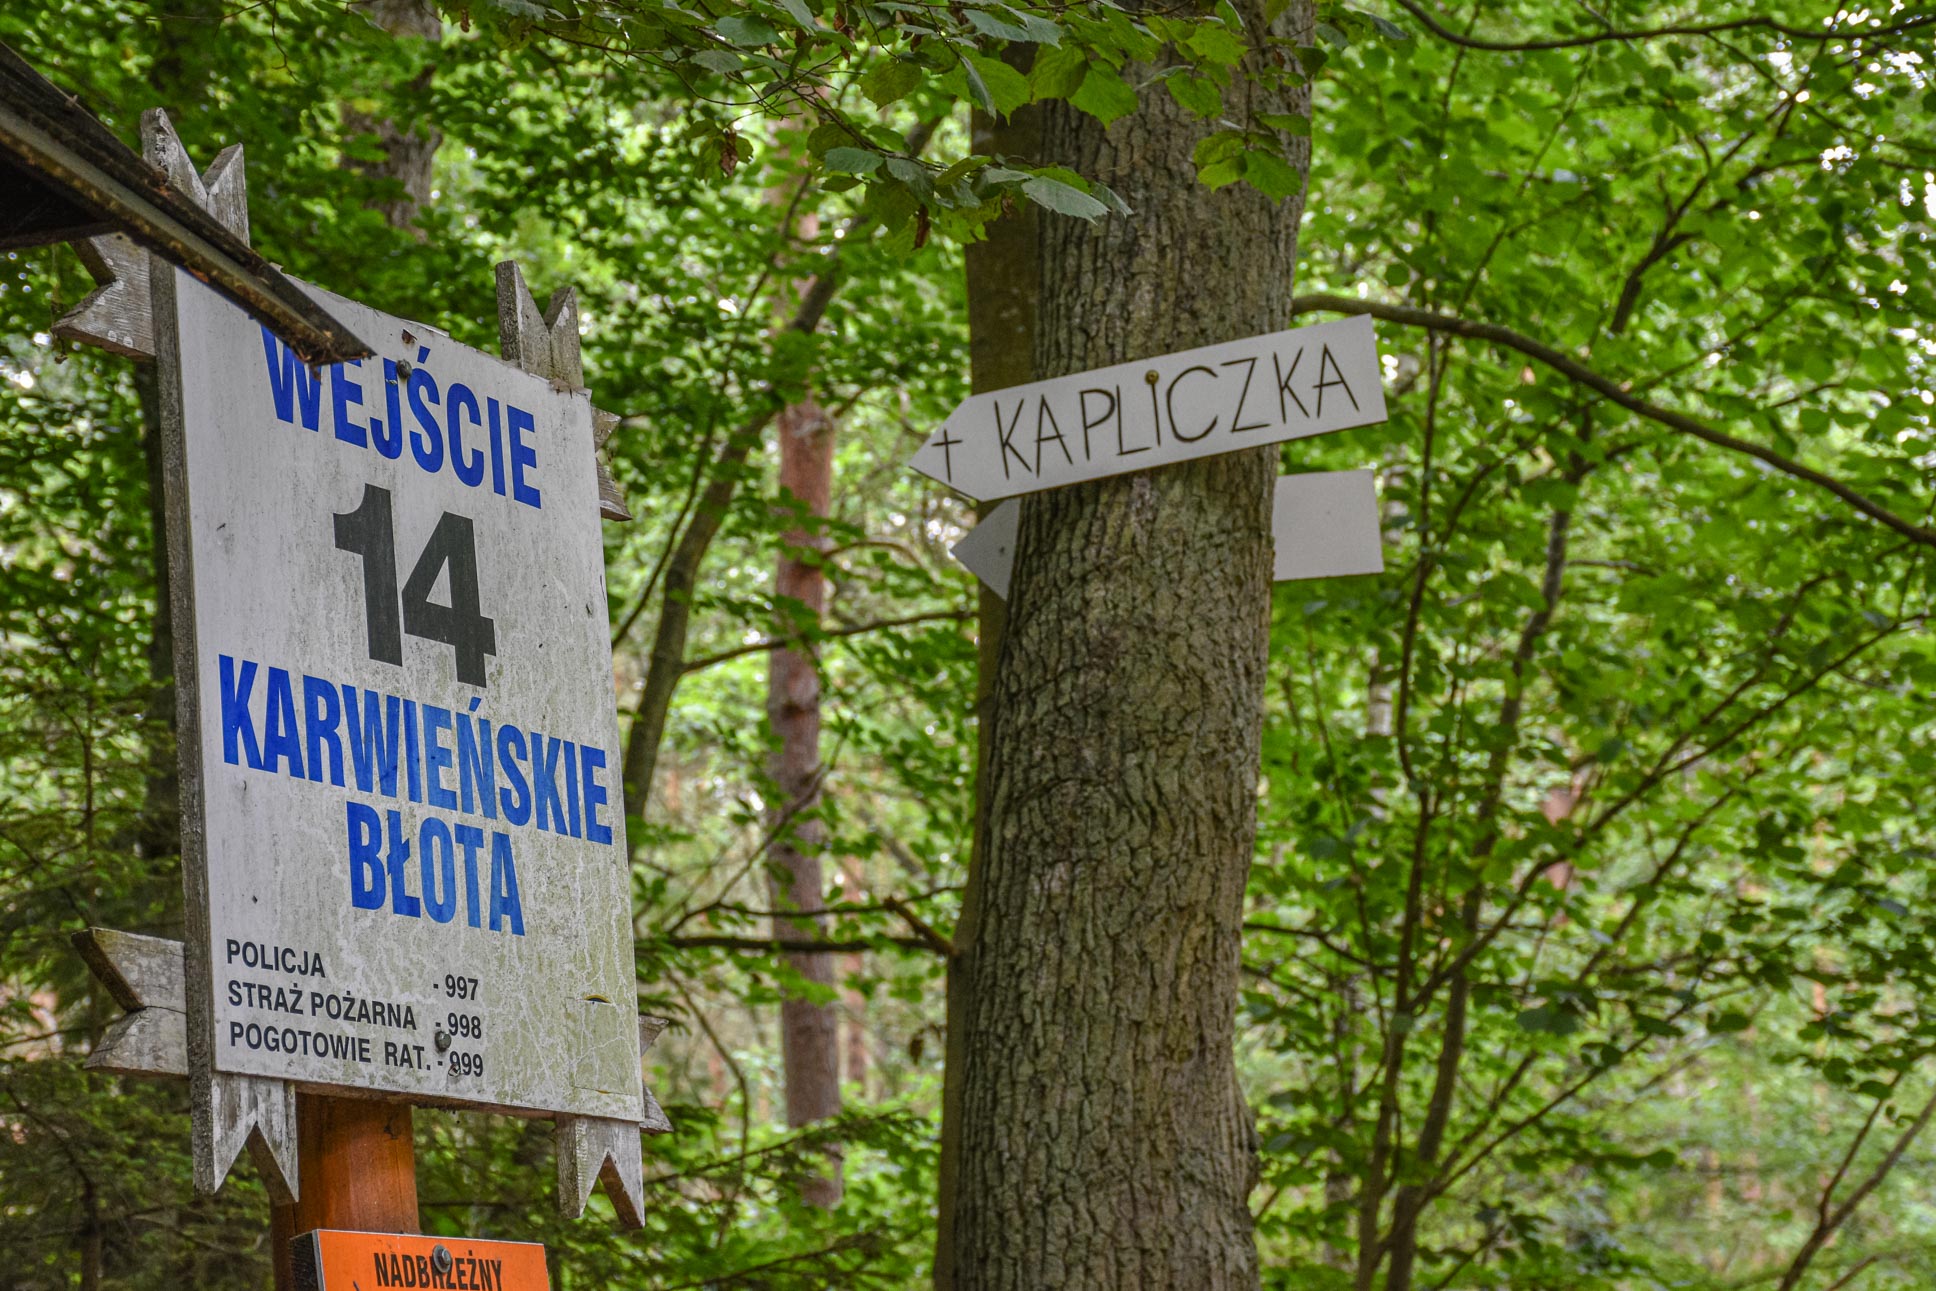 WEJŚCIE
14
KARWIEŃSKIE
BŁOTA
POLICJA - 997
STRAŻ POŻARNA - 998
POGOTOWIE RAT. - 999
NADBRZEŻNY
† KAPLICZKA